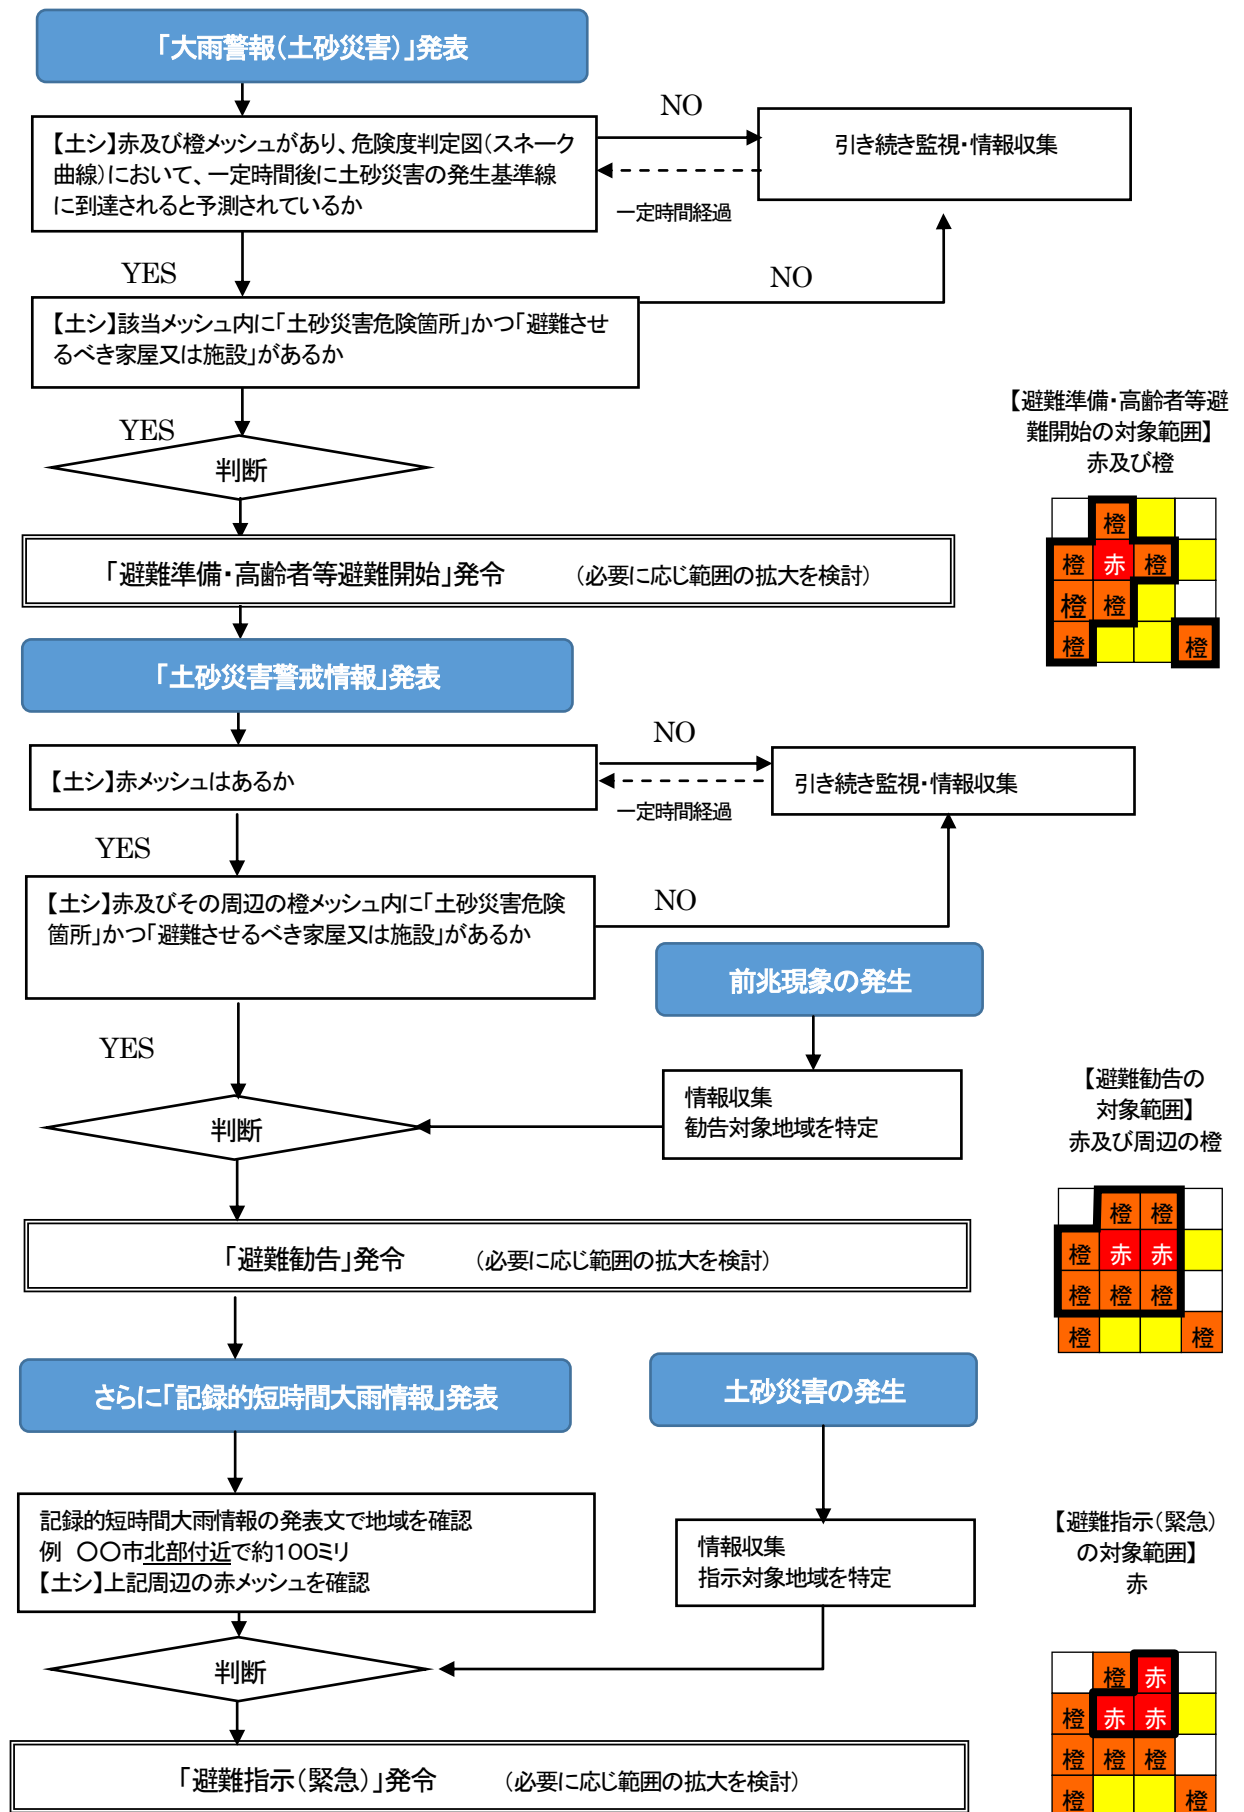 「大雨警報(土砂災害)」発表
NO
【土シ】赤及び橙メッシュがあり、危険度判定図(スネーク
曲線)において、一定時間後に土砂災害の発生基準線
に到達されると予測されているか
引き続き監視・情報収集
一定時間経過
YES
NO
【土シ】該当メッシュ内に「土砂災害危険箇所」かつ「避難させ
るべき家屋又は施設」があるか
YES
判断
「避難準備・高齢者等避難開始」発令 (必要に応じ範囲の拡大を検討)
【避難準備・高齢者等避
難開始の対象範囲】
赤及び橙
橙
橙 赤 橙
橙 橙
橙 橙
「土砂災害警戒情報」発表
NO
【土シ】赤メッシュはあるか
引き続き監視・情報収集
一定時間経過
YES
【土シ】赤及びその周辺の橙メッシュ内に「土砂災害危険
箇所」かつ「避難させるべき家屋又は施設」があるか
NO
前兆現象の発生
YES
情報収集
勧告対象地域を特定
判断
「避難勧告」発令 (必要に応じ範囲の拡大を検討)
【避難勧告の
対象範囲】
赤及び周辺の橙
橙 橙
橙 赤 赤
橙 橙 橙
橙 橙
さらに「記録的短時間大雨情報」発表
土砂災害の発生
記録的短時間大雨情報の発表文で地域を確認
例 〇〇市北部付近で約100ミリ
【土シ】上記周辺の赤メッシュを確認
情報収集
指示対象地域を特定
判断
「避難指示(緊急)」発令 (必要に応じ範囲の拡大を検討)
【避難指示(緊急)
の対象範囲】
赤
橙 赤
橙 赤 赤
橙 橙 橙
橙 橙